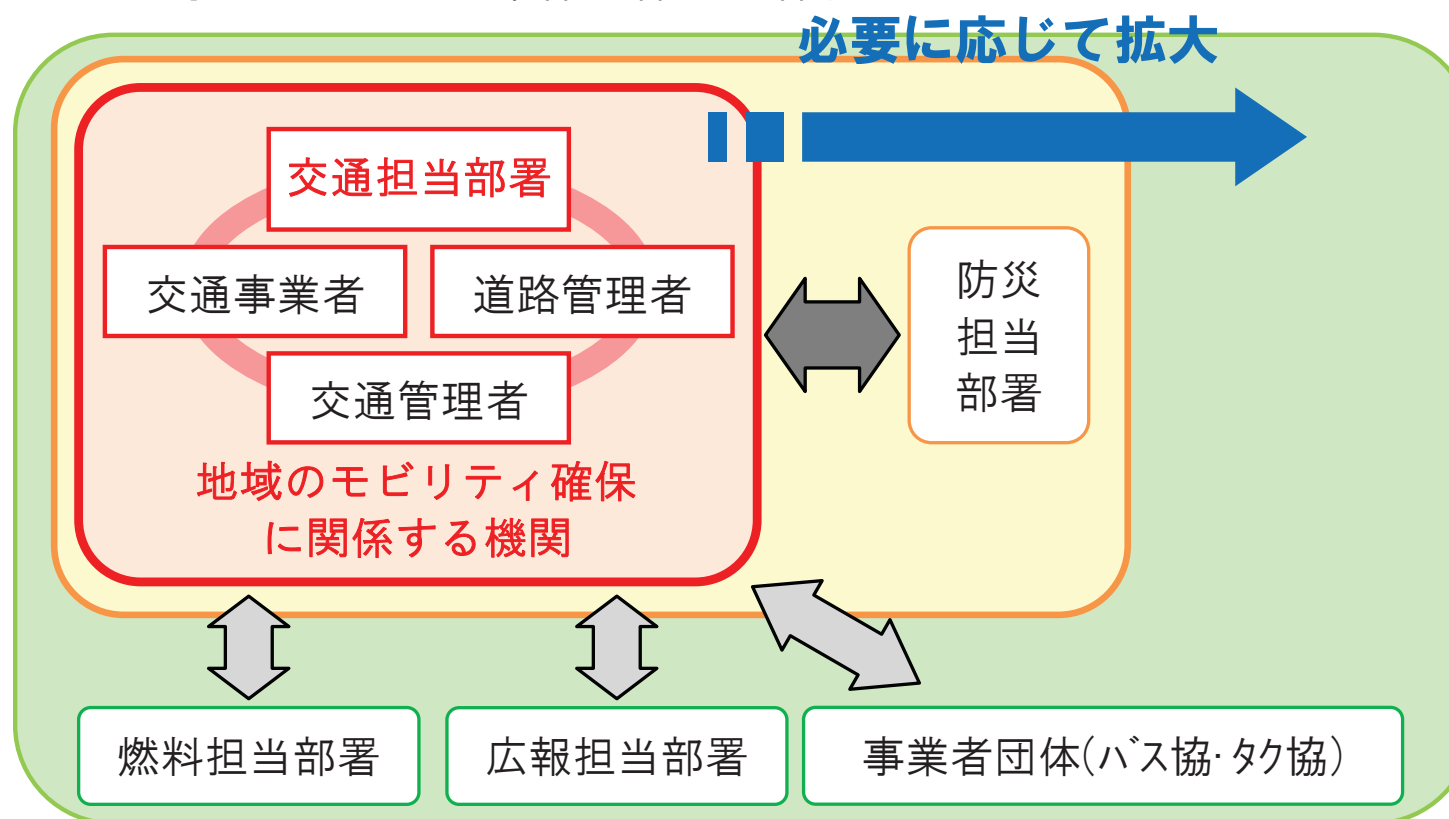 必要に応じて拡大
交通担当部署
交通事業者
道路管理者
交通管理者
地域のモビリティ確保
に関係する機関
防災
担当
部署
燃料担当部署
広報担当部署
事業者団体(バス協･タク協)